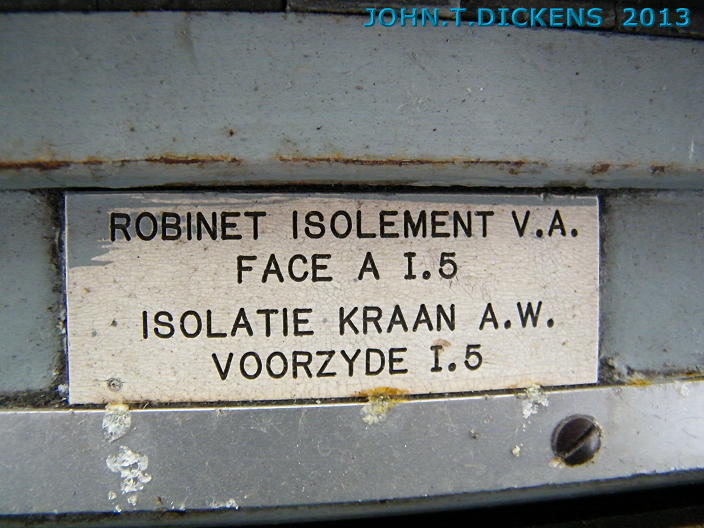 JOHN.T.DICKENS 2013
ROBINET ISOLEMENT V.A.
FACE A I.5
ISOLATIE KRAAN A.W.
VOORZYDE I.5